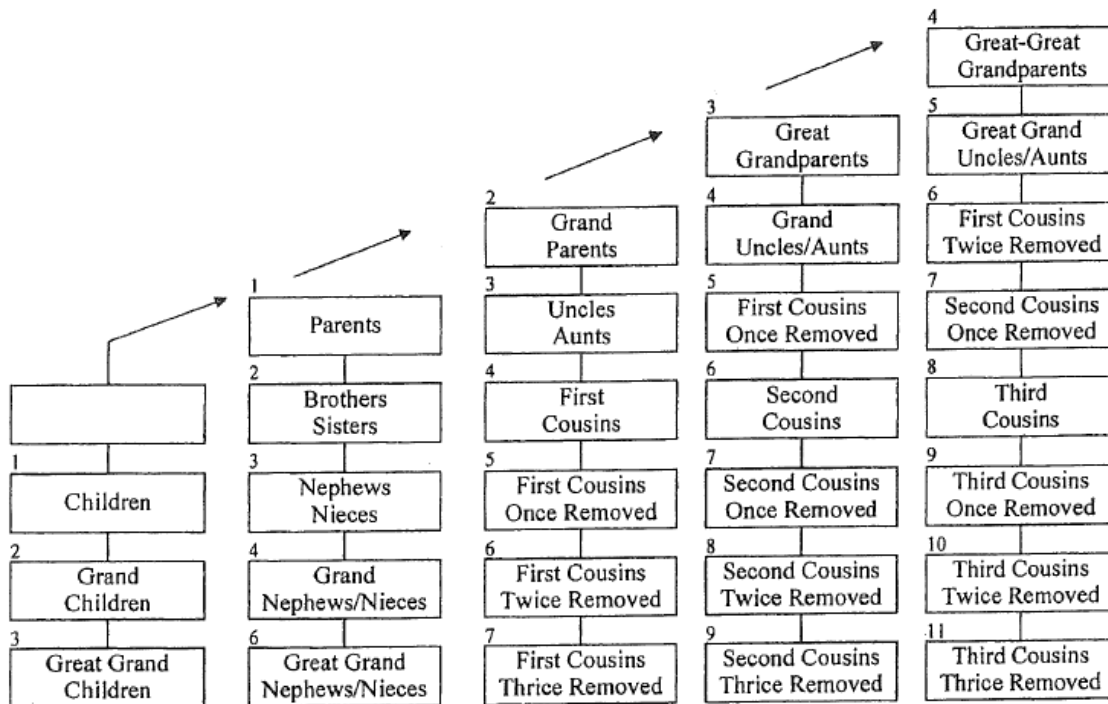 1
Children
2
Grand
Children
3
Great Grand
Children
1
Parents
2
Brothers
Sisters
3
Nephews
Nieces
4
Grand
Nephews/Nieces
6
Great Grand
Nephews/Nieces
2
Grand
Parents
3
Uncles
Aunts
4
First
Cousins
5
First Cousins
Once Removed
6
First Cousins
Twice Removed
7
First Cousins
Thrice Removed
3
Great
Grandparents
4
Grand
Uncles/Aunts
5
First Cousins
Once Removed
6
Second
Cousins
7
Second Cousins
Once Removed
8
Second Cousins
Twice Removed
9
Second Cousins
Thrice Removed
4
Great-Great
Grandparents
5
Great Grand
Uncles/Aunts
6
First Cousins
Twice Removed
7
Second Cousins
Once Removed
8
Third
Cousins
9
Third Cousins
Once Removed
10
Third Cousins
Twice Removed
11
Third Cousins
Thrice Removed